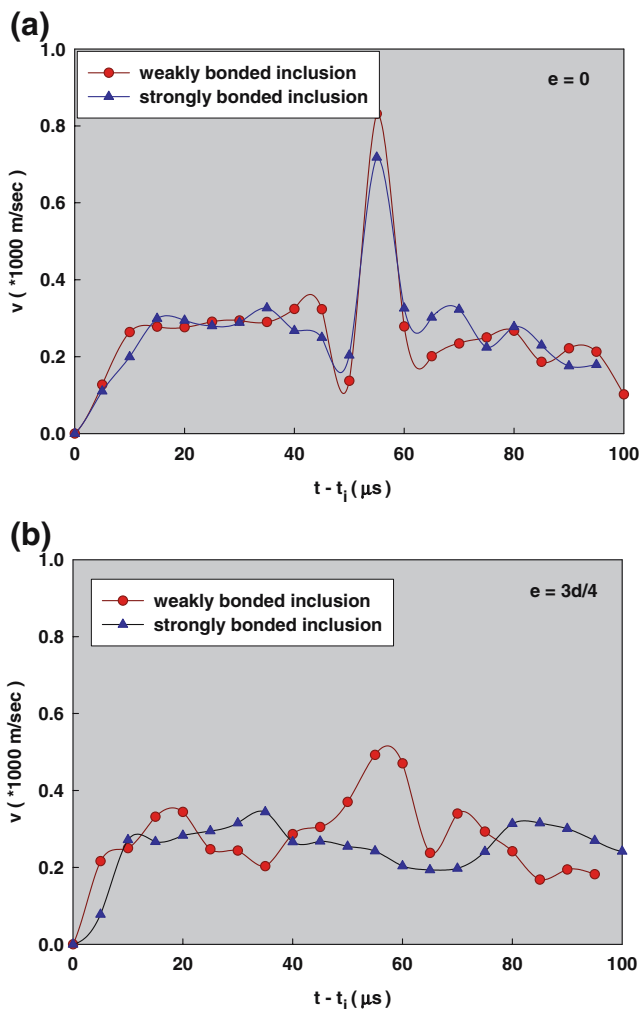 (a)
1.0
0.8
0.6
0.4
0.2
0.0
v ( *1000 m/sec)
weakly bonded inclusion
strongly bonded inclusion
e = 0
0 20 40 60 80 100
t - ti ( μs )
(b)
1.0
0.8
0.6
0.4
0.2
0.0
v ( *1000 m/sec)
weakly bonded inclusion
strongly bonded inclusion
e = 3d/4
0 20 40 60 80 100
t - ti ( μs )